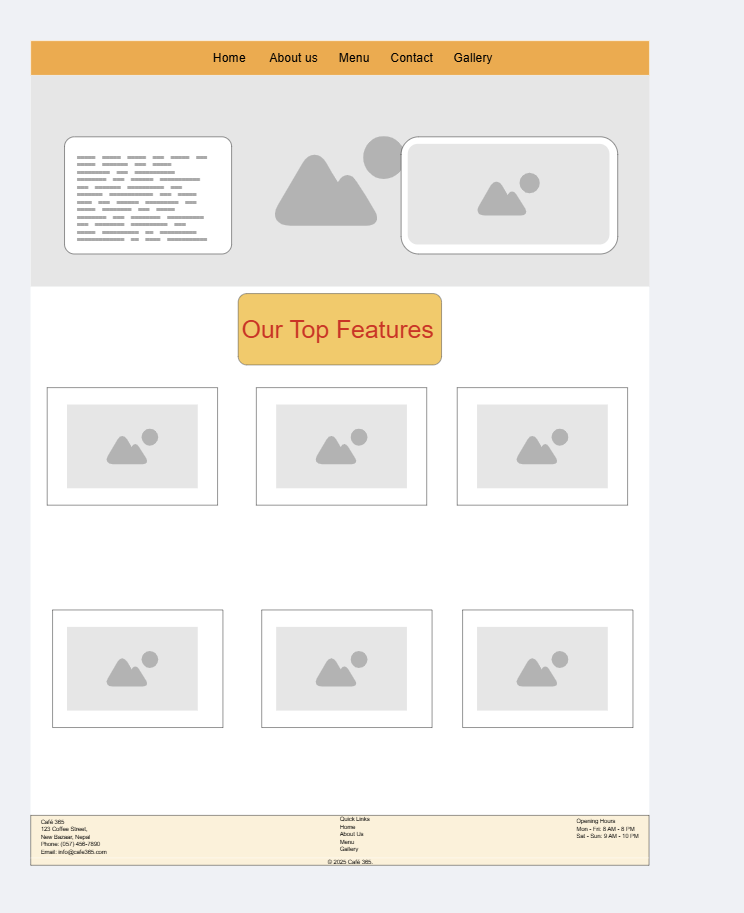 Home About us Menu Contact Gallery
Our Top Features
Café 365
123 Coffee Street,
New Bazaar, Nepal
Phone: (057) 456-7890
Email: info@cafe365.com
Quick Links
Home
About Us
Menu
Gallery
Opening Hours
Mon - Fri: 8 AM - 8 PM
Sat - Sun: 9 AM - 10 PM
© 2025 Café 365.